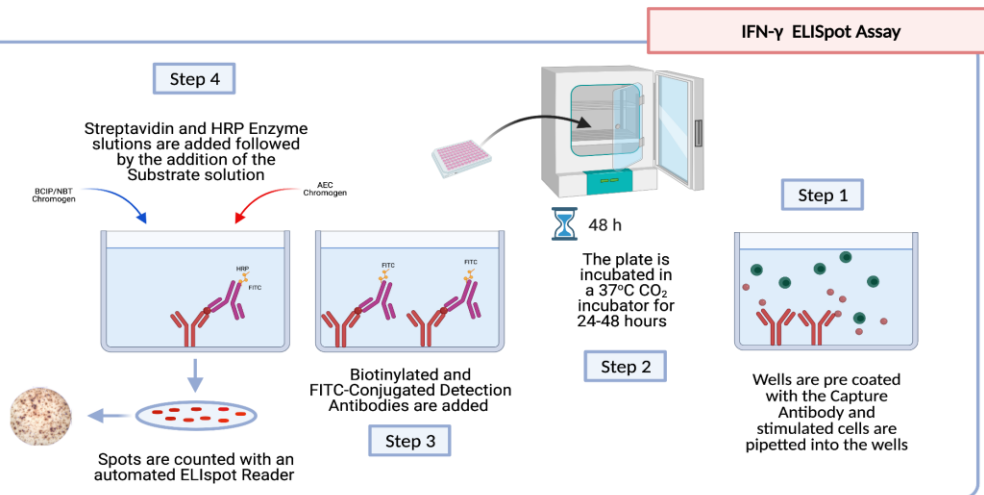 IFN-γ ELISpot Assay
Step 1
Wells are pre coated
with the Capture
Antibody and
stimulated cells are
pipetted into the wells
48 h
The plate is
incubated in
a 37°C CO₂
incubator for
24-48 hours
Step 2
FITC
FITC
Biotinylated and
FITC-Conjugated Detection
Antibodies are added
Step 3
Step 4
Streptavidin and HRP Enzyme
slutions are added followed
by the addition of the
Substrate solution
BCIP/NBT
Chromogen
AEC
Chromogen
HRP
FITC
Spots are counted with an
automated ELIspot Reader